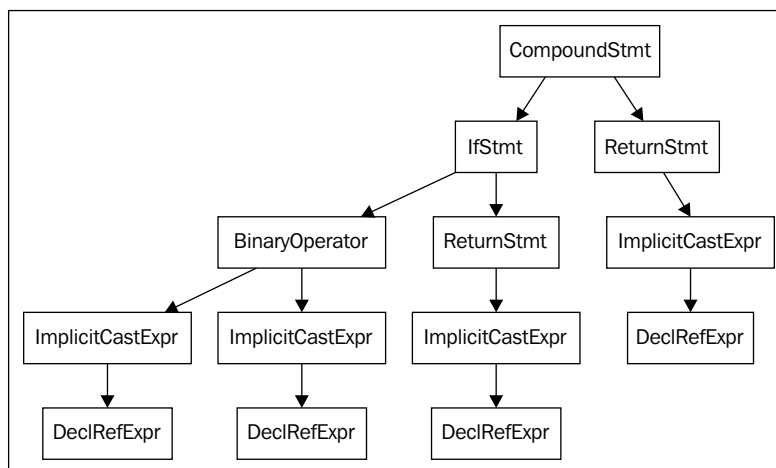 CompoundStmt
IfStmt
ReturnStmt
BinaryOperator
ReturnStmt
ImplicitCastExpr
ImplicitCastExpr
ImplicitCastExpr
ImplicitCastExpr
DeclRefExpr
DeclRefExpr
DeclRefExpr
DeclRefExpr